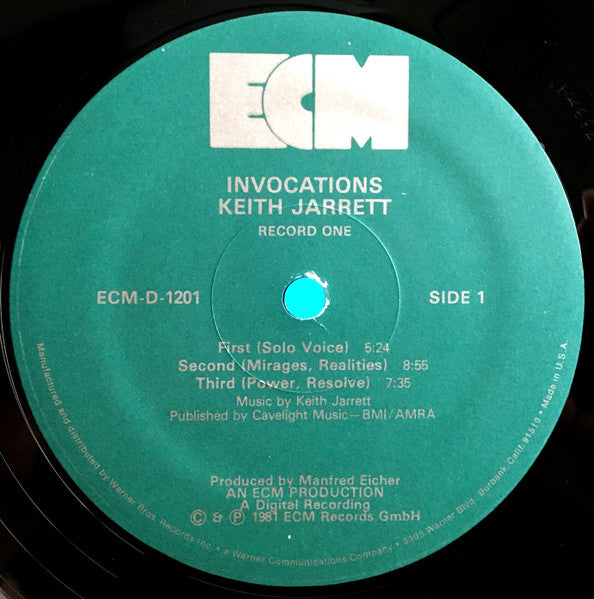 ECM
INVOCATIONS
KEITH JARRETT
RECORD ONE
ECM-D-1201
SIDE 1
First (Solo Voice) 5:24
Second (Mirages, Realities) 8:55
Third (Power, Resolve) 7:35
Music by Keith Jarrett
Published by Cavelight Music—BMI/AMRA
Produced by Manfred Eicher
AN ECM PRODUCTION
A Digital Recording
© & ℗ 1981 ECM Records GmbH
Manufactured and distributed by Warner Bros. Records Inc. • a Warner Communications Company • 3300 Warner Blvd., Burbank, Calif. 91510 • Made in U.S.A.